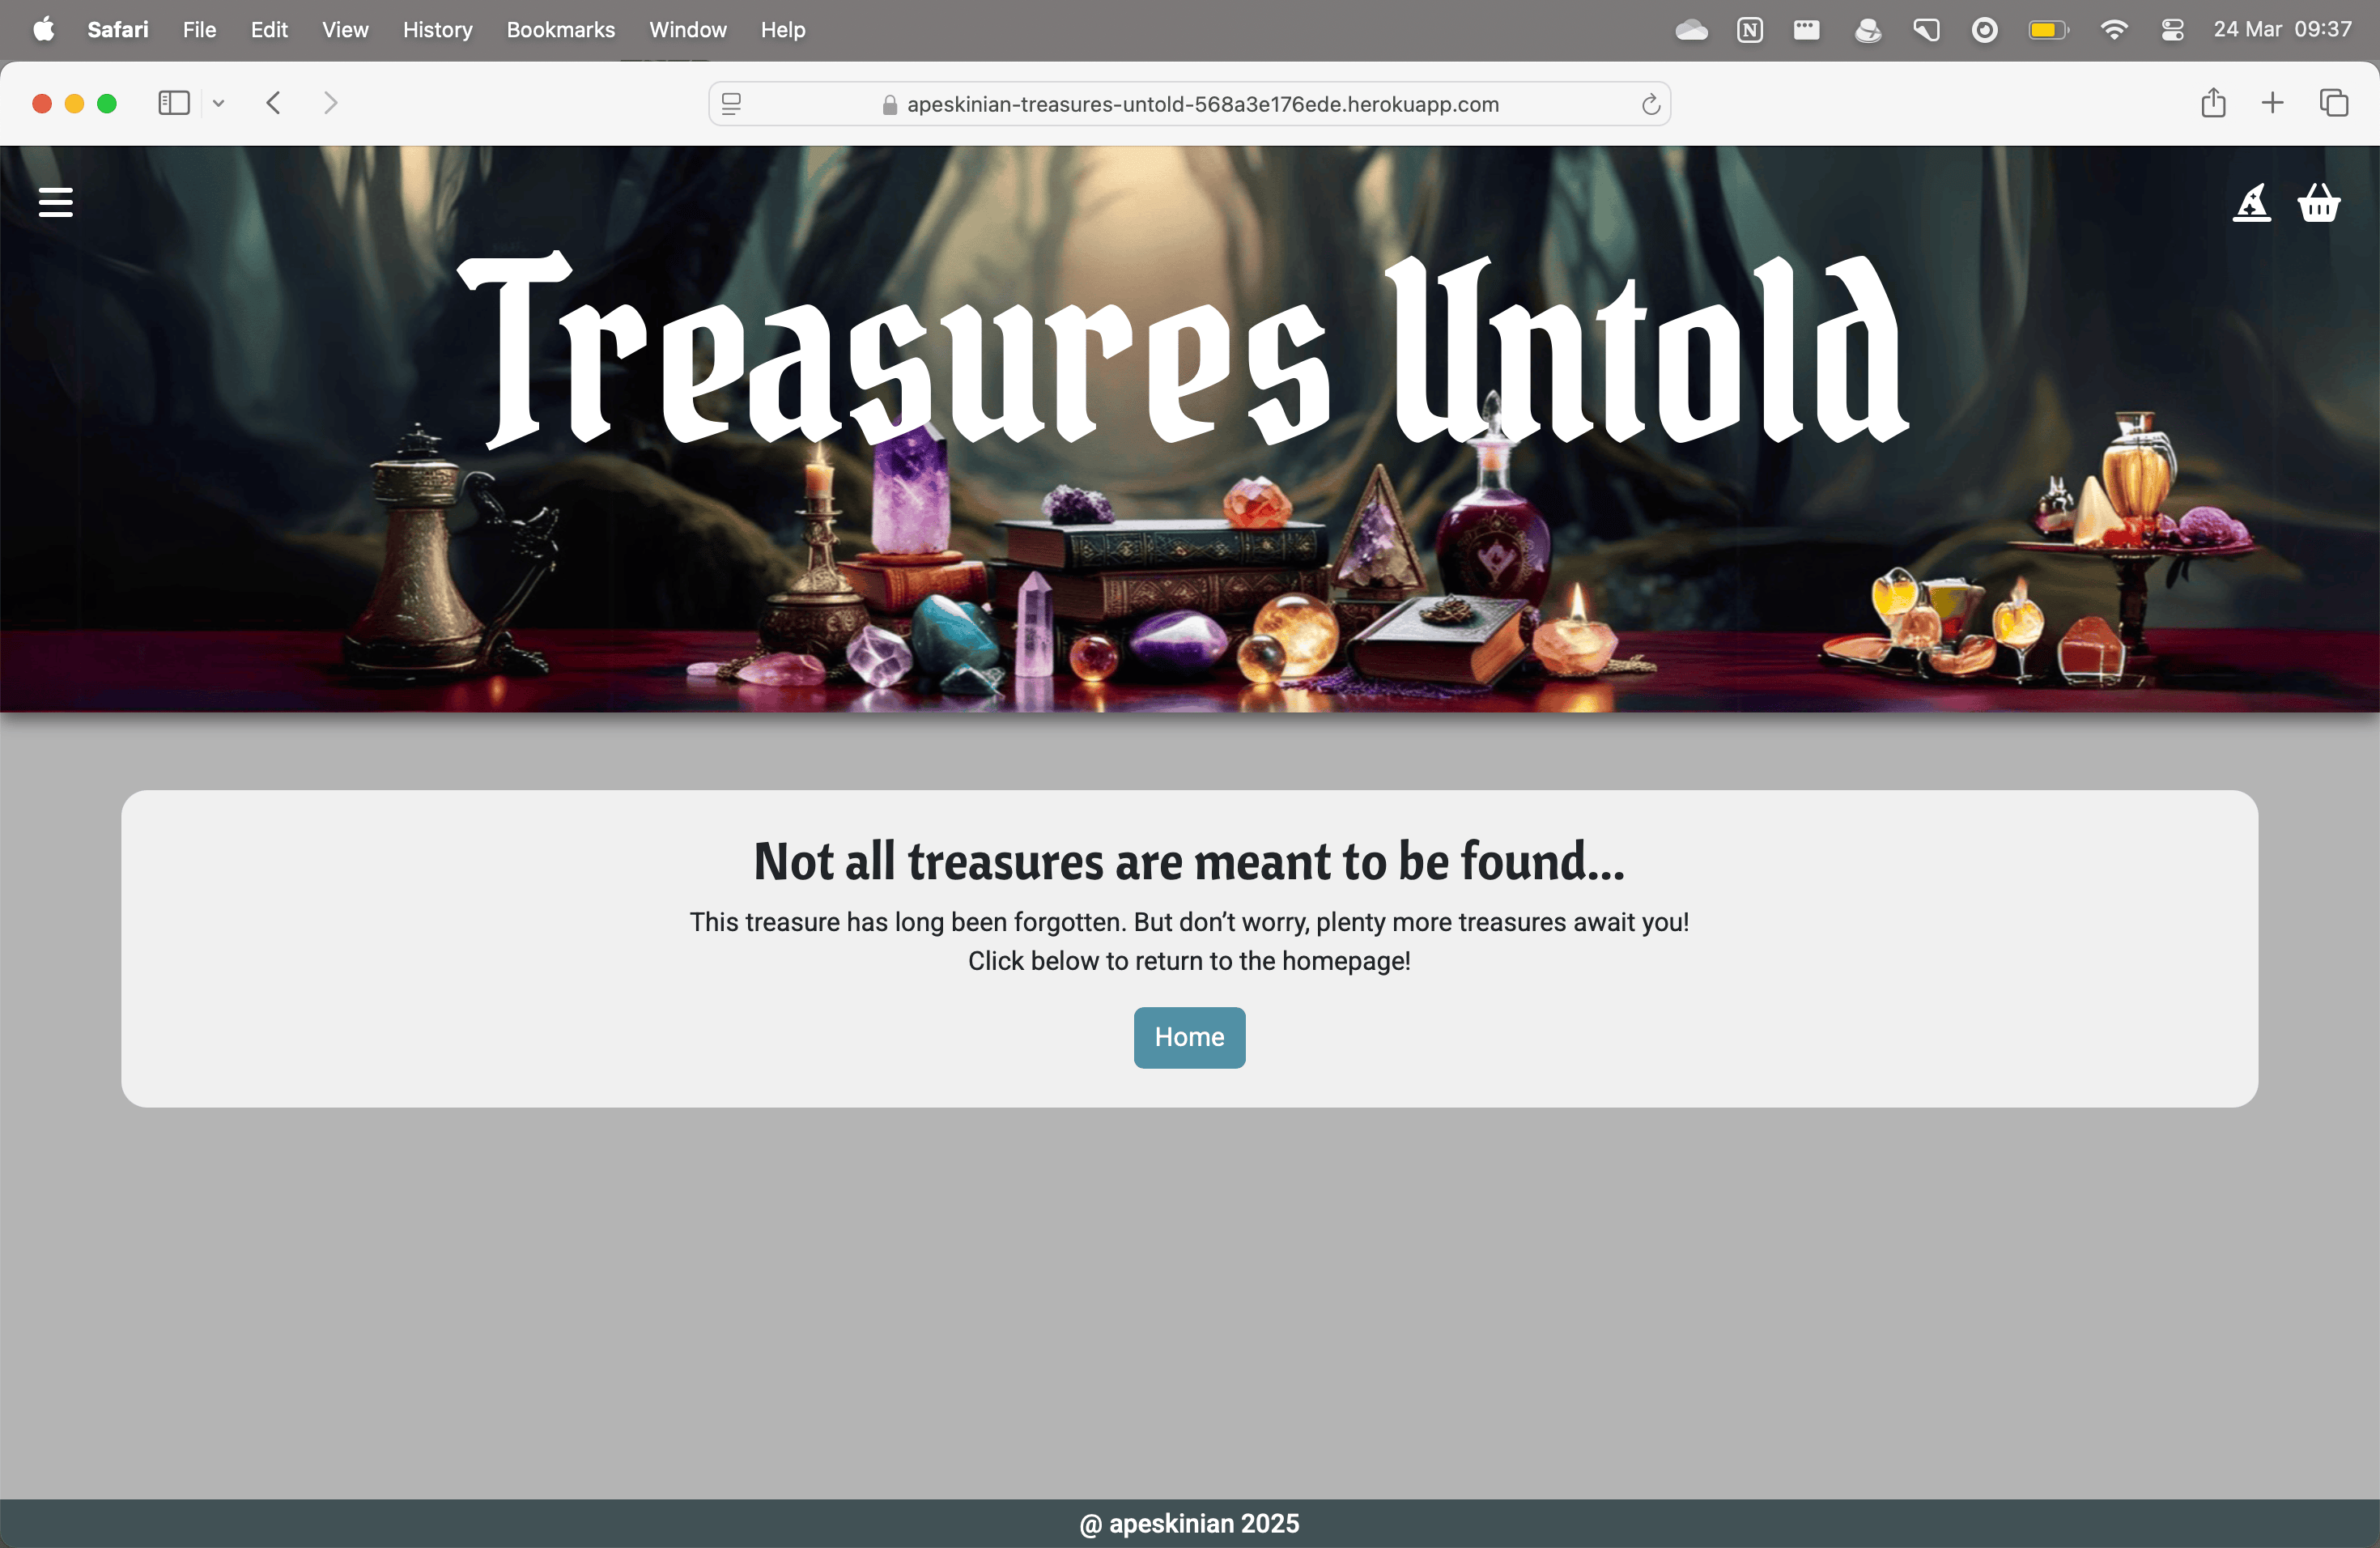 Safari File Edit View History Bookmarks Window Help 24 Mar 09:37
apeskinian-treasures-untold-568a3e176ede.herokuapp.com
Treasures Untold
Not all treasures are meant to be found...
This treasure has long been forgotten. But don’t worry, plenty more treasures await you!
Click below to return to the homepage!
Home
@ apeskinian 2025